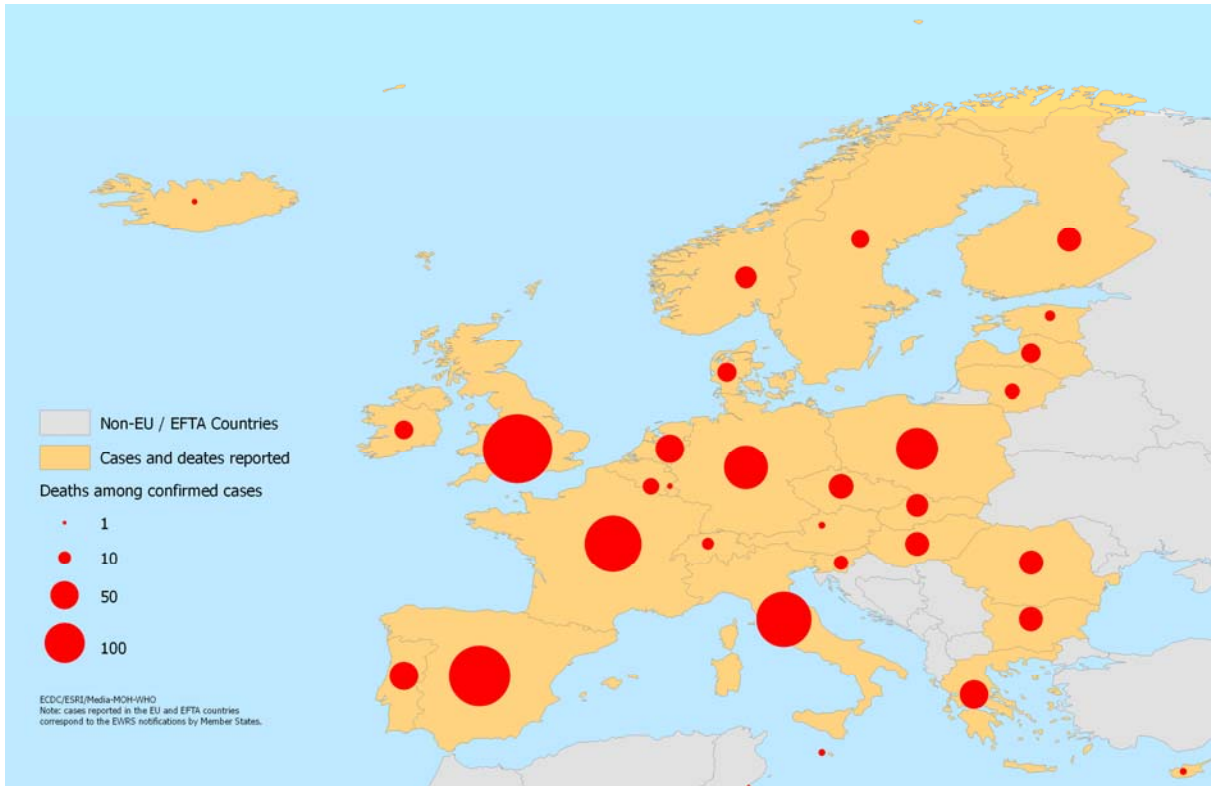 Non-EU / EFTA Countries
Cases and deates reported
Deaths among confirmed cases
1
10
50
100
ECDC/ESRI/Media-MOH-WHO
Note: cases reported in the EU and EFTA countries
correspond to the EWRS notifications by Member States.